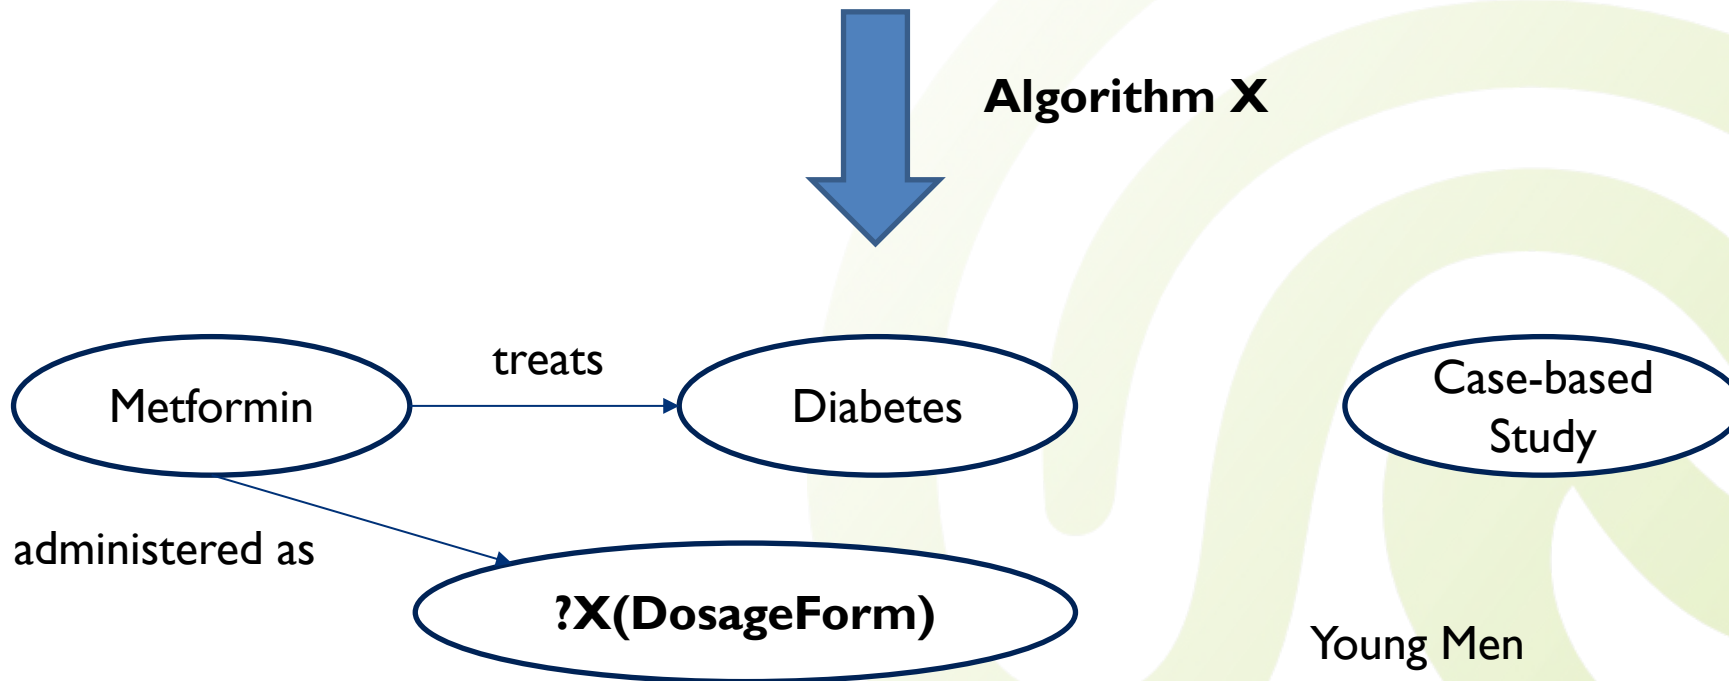 Algorithm X
treats
Metformin
Diabetes
Case-based
Study
administered as
?X(DosageForm)
Young Men